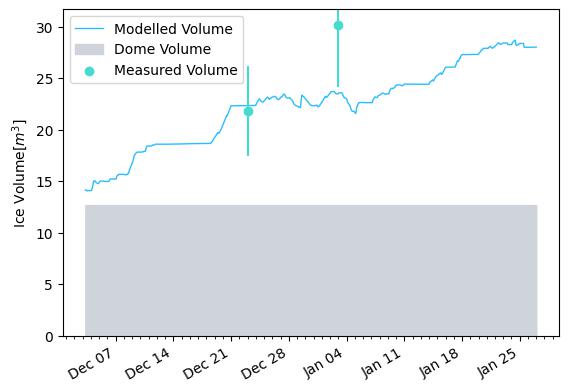 Modelled Volume
Dome Volume
Measured Volume
Ice Volume[$m^3$]
30
25
20
15
10
5
0
Dec 07
Dec 14
Dec 21
Dec 28
Jan 04
Jan 11
Jan 18
Jan 25